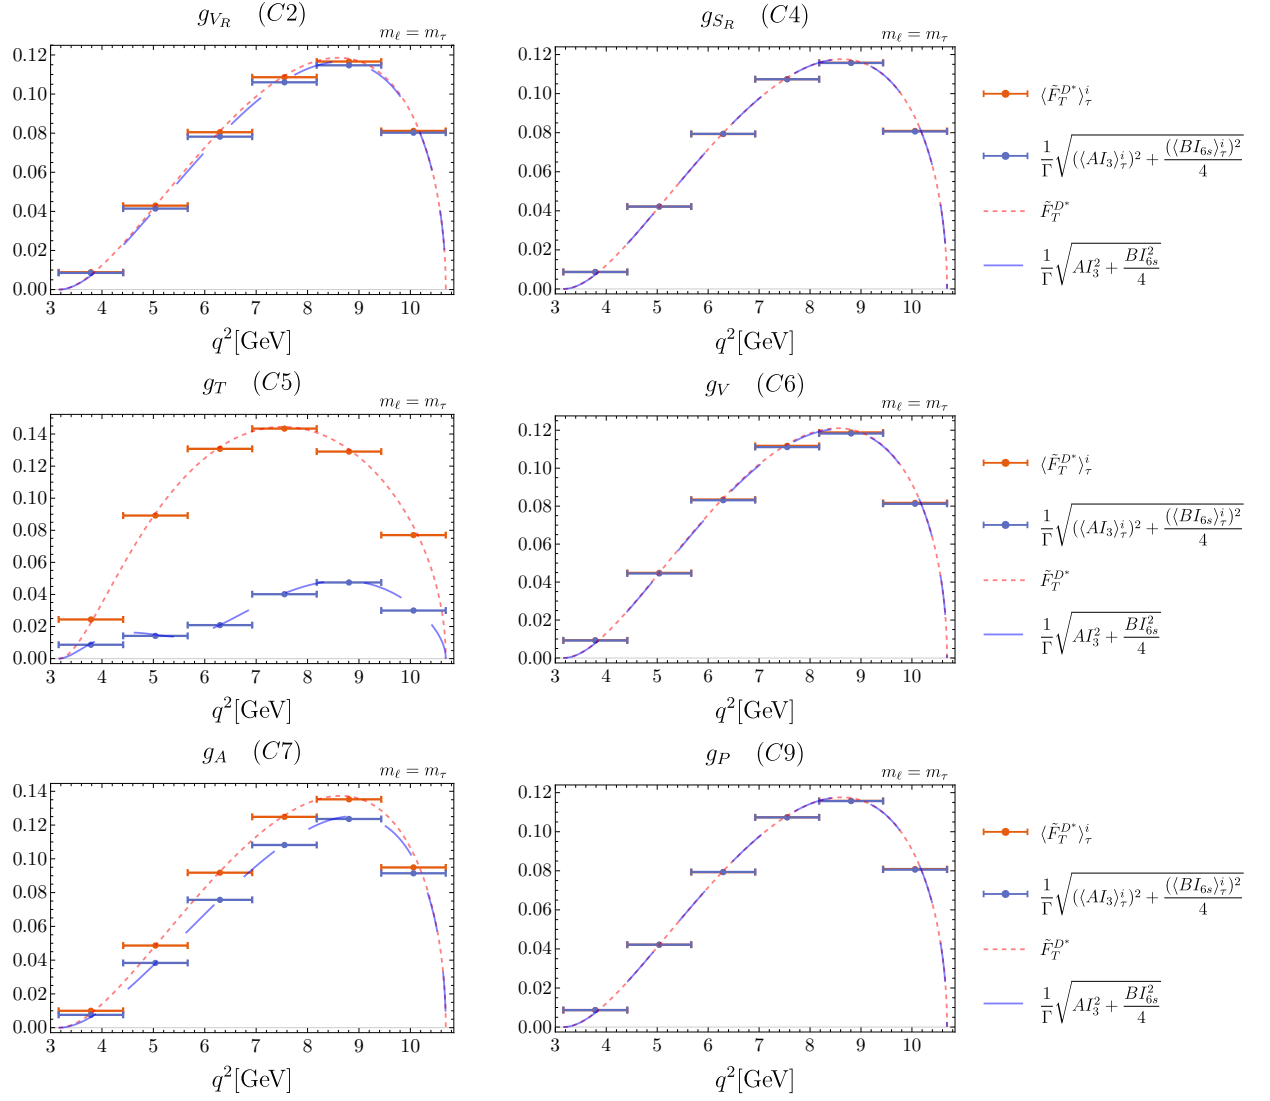 g_{V_R} (C2)
m_ℓ = m_τ
0.12
0.10
0.08
0.06
0.04
0.02
0.00
3 4 5 6 7 8 9 10
q^2[GeV]
g_{S_R} (C4)
m_ℓ = m_τ
0.12
0.10
0.08
0.06
0.04
0.02
0.00
3 4 5 6 7 8 9 10
q^2[GeV]
⟨F̃_T^{D*}⟩_τ^i
1/Γ √((⟨AI_3⟩_τ^i)^2 + (⟨BI_{6s}⟩_τ^i)^2/4)
F̃_T^{D*}
1/Γ √(AI_3^2 + BI_{6s}^2/4)
g_T (C5)
m_ℓ = m_τ
0.14
0.12
0.10
0.08
0.06
0.04
0.02
0.00
3 4 5 6 7 8 9 10
q^2[GeV]
g_V (C6)
m_ℓ = m_τ
0.12
0.10
0.08
0.06
0.04
0.02
0.00
3 4 5 6 7 8 9 10
q^2[GeV]
⟨F̃_T^{D*}⟩_τ^i
1/Γ √((⟨AI_3⟩_τ^i)^2 + (⟨BI_{6s}⟩_τ^i)^2/4)
F̃_T^{D*}
1/Γ √(AI_3^2 + BI_{6s}^2/4)
g_A (C7)
m_ℓ = m_τ
0.14
0.12
0.10
0.08
0.06
0.04
0.02
0.00
3 4 5 6 7 8 9 10
q^2[GeV]
g_P (C9)
m_ℓ = m_τ
0.12
0.10
0.08
0.06
0.04
0.02
0.00
3 4 5 6 7 8 9 10
q^2[GeV]
⟨F̃_T^{D*}⟩_τ^i
1/Γ √((⟨AI_3⟩_τ^i)^2 + (⟨BI_{6s}⟩_τ^i)^2/4)
F̃_T^{D*}
1/Γ √(AI_3^2 + BI_{6s}^2/4)